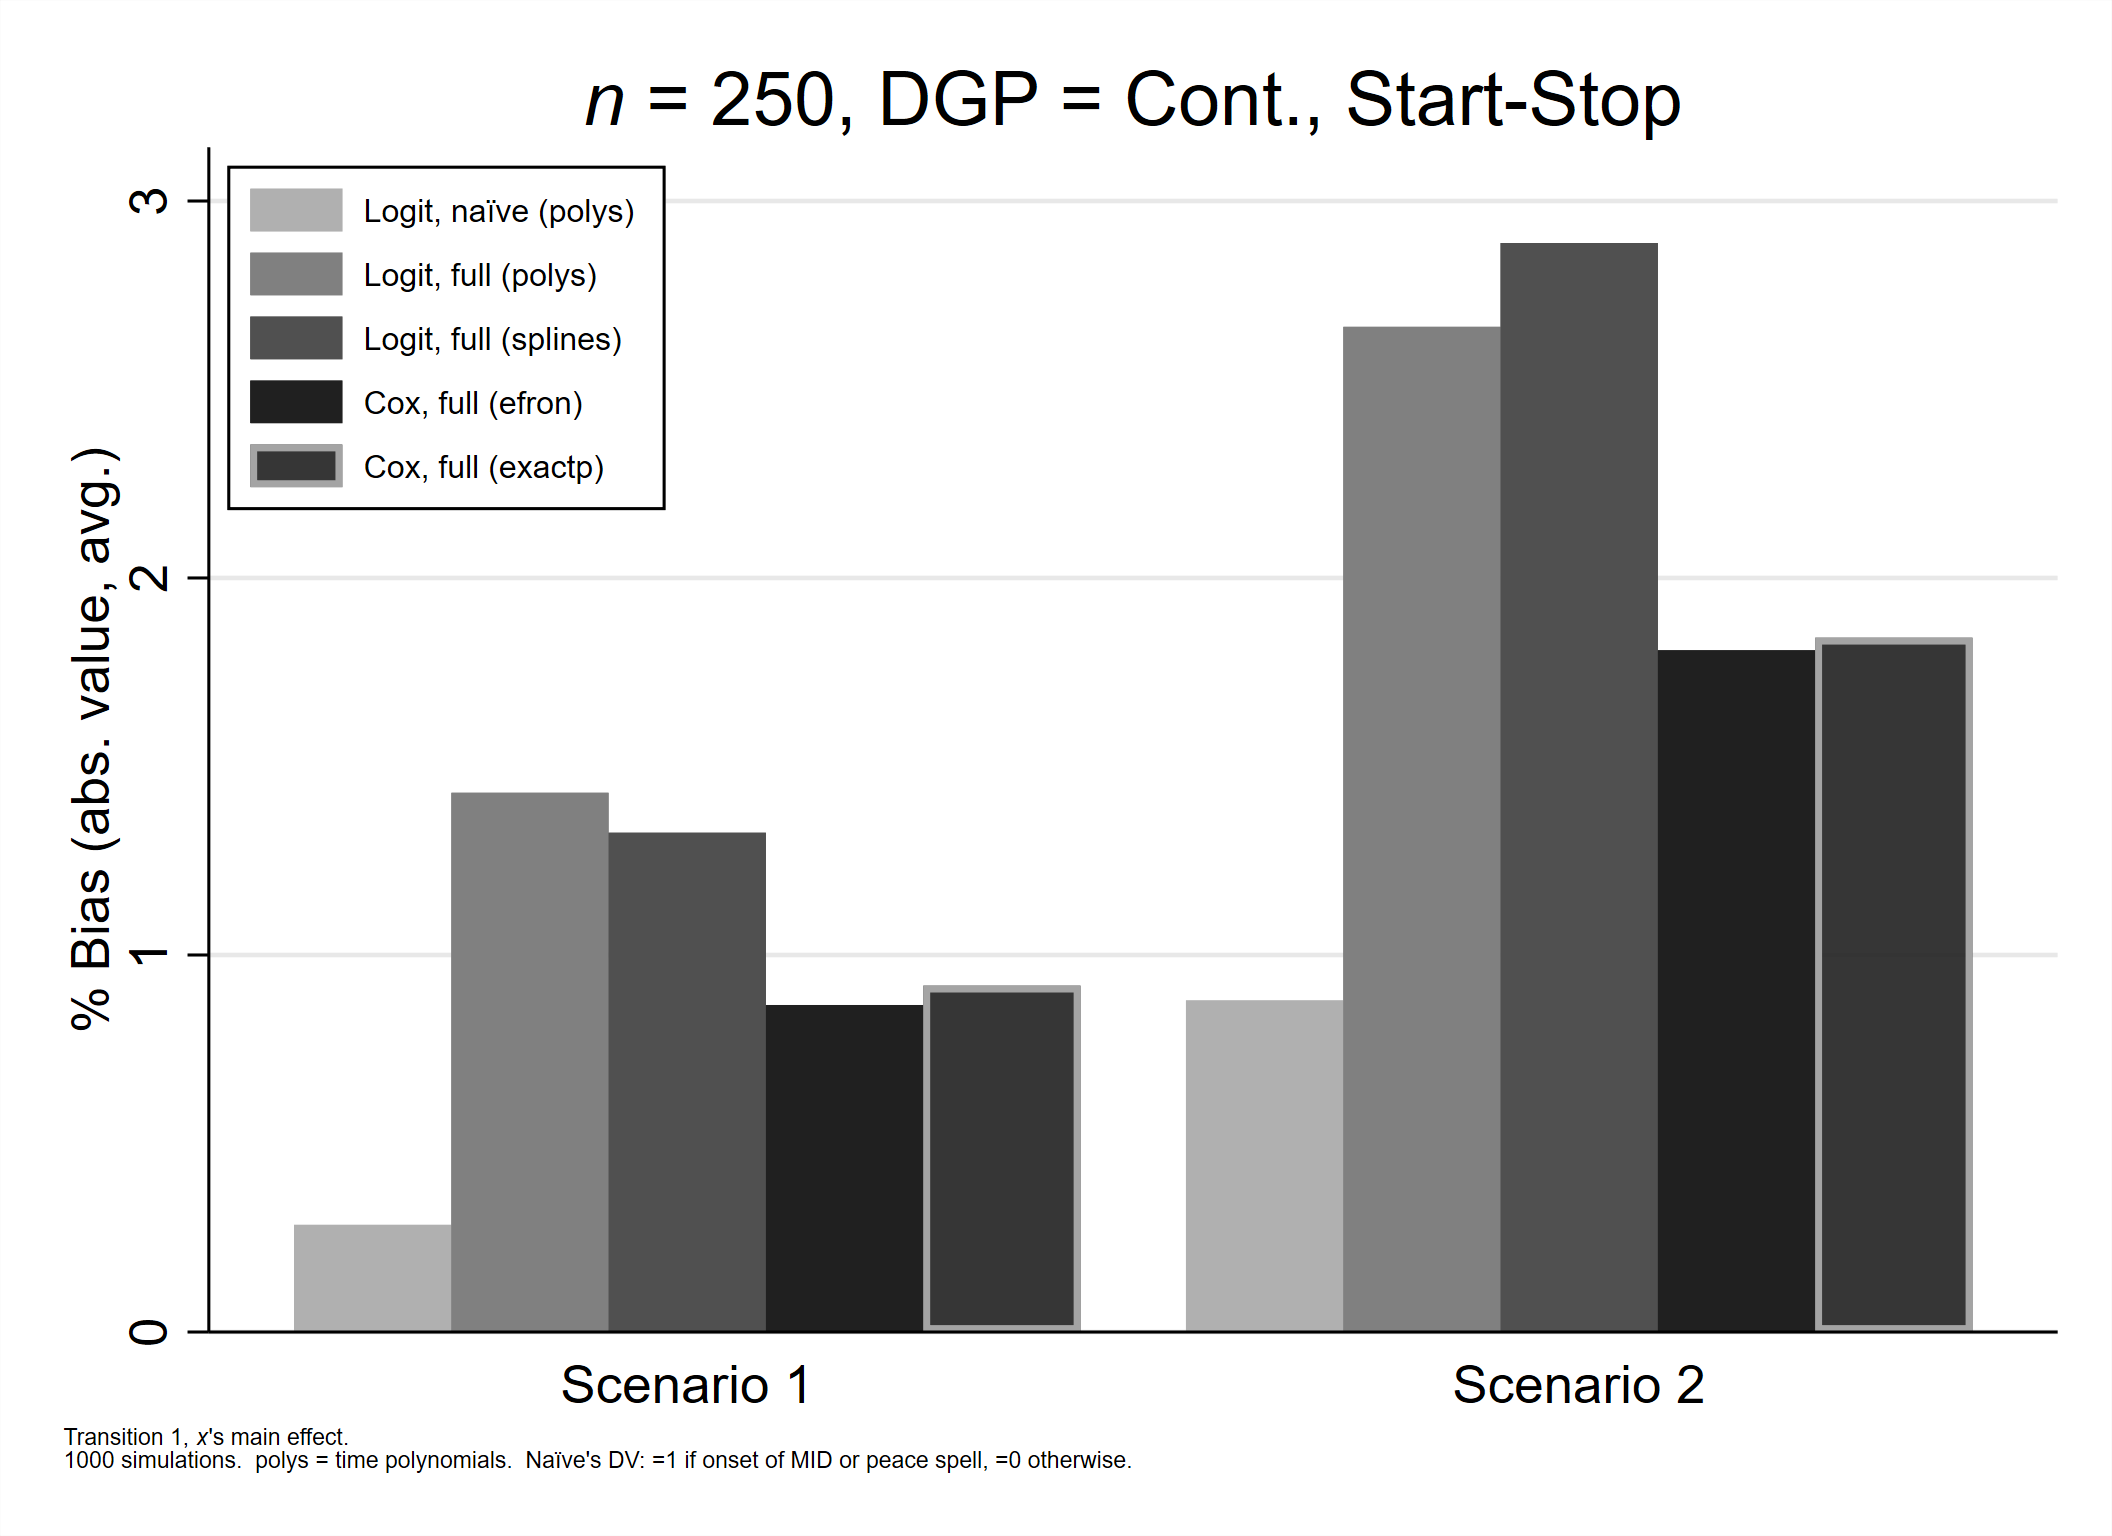 n = 250, DGP = Cont., Start-Stop
Logit, naïve (polys)
Logit, full (polys)
Logit, full (splines)
Cox, full (efron)
Cox, full (exactp)
% Bias (abs. value, avg.)
3
2
1
0
Scenario 1
Scenario 2
Transition 1, x's main effect.
1000 simulations.  polys = time polynomials.  Naïve's DV: =1 if onset of MID or peace spell, =0 otherwise.